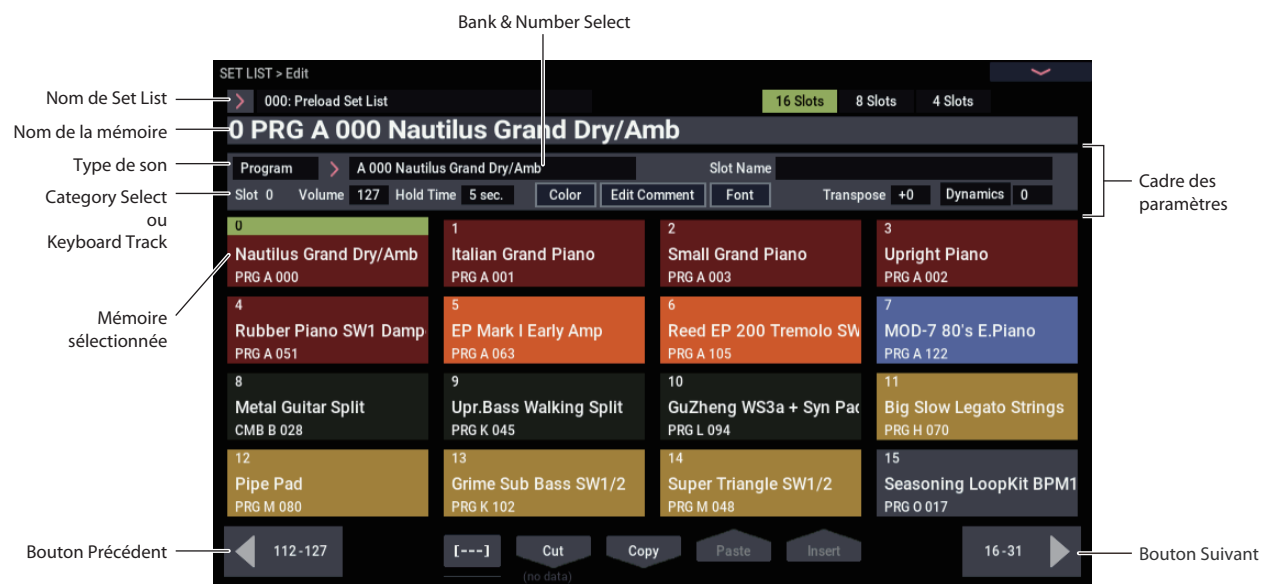 Bank & Number Select
SET LIST > Edit
Nom de Set List
000: Preload Set List
16 Slots
8 Slots
4 Slots
Nom de la mémoire
0 PRG A 000 Nautilus Grand Dry/Amb
Type de son
Program
A 000 Nautilus Grand Dry/Amb
Slot Name
Category Select
ou
Keyboard Track
Slot 0
Volume 127
Hold Time 5 sec.
Color
Edit Comment
Font
Transpose +0
Dynamics 0
Cadre des
paramètres
0
Nautilus Grand Dry/Amb
PRG A 000
1
Italian Grand Piano
PRG A 001
2
Small Grand Piano
PRG A 003
3
Upright Piano
PRG A 002
Mémoire
sélectionnée
4
Rubber Piano SW1 Damp
PRG A 051
5
EP Mark I Early Amp
PRG A 063
6
Reed EP 200 Tremolo SW
PRG A 105
7
MOD-7 80's E.Piano
PRG A 122
8
Metal Guitar Split
CMB B 028
9
Upr.Bass Walking Split
PRG K 045
10
GuZheng WS3a + Syn Pad
PRG L 094
11
Big Slow Legato Strings
PRG H 070
12
Pipe Pad
PRG M 080
13
Grime Sub Bass SW1/2
PRG K 102
14
Super Triangle SW1/2
PRG M 048
15
Seasoning LoopKit BPM1
PRG O 017
Bouton Précédent
112-127
[---]
Cut
(no data)
Copy
Paste
Insert
16-31
Bouton Suivant